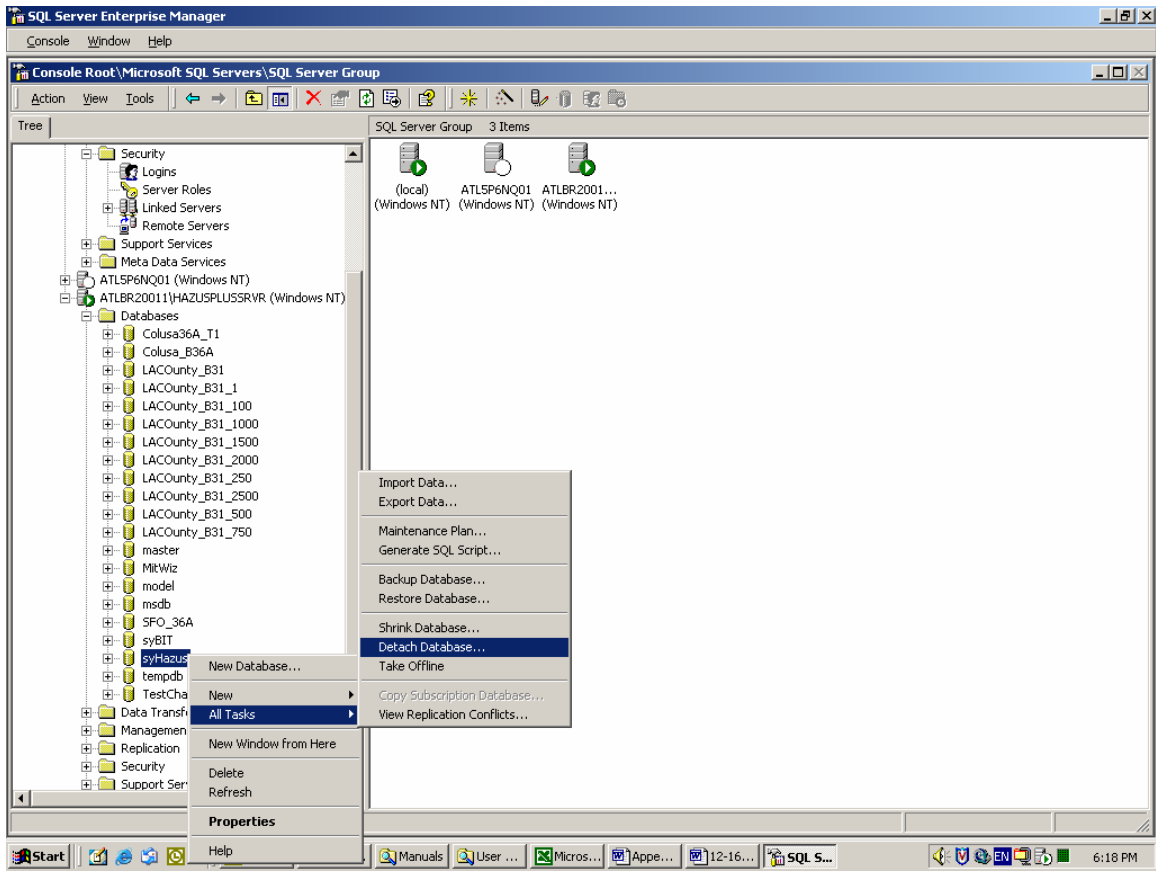 SQL Server Enterprise Manager
Console Window Help
Console Root\Microsoft SQL Servers\SQL Server Group
Action View Tools
Tree
SQL Server Group 3 Items
Security
Logins
Server Roles
Linked Servers
Remote Servers
Support Services
Meta Data Services
ATL5P6NQ01 (Windows NT)
ATLBR20011\HAZUSPLUSSRVR (Windows NT)
Databases
Colusa36A_T1
Colusa_B36A
LACOunty_B31
LACOunty_B31_1
LACOunty_B31_100
LACOunty_B31_1000
LACOunty_B31_1500
LACOunty_B31_2000
LACOunty_B31_250
LACOunty_B31_2500
LACOunty_B31_500
LACOunty_B31_750
master
MitWiz
model
msdb
SFO_36A
syBIT
syHazus
tempdb
TestCha
Data Transf
Managemen
Replication
Security
Support Ser
(local)
(Windows NT)
ATL5P6NQ01
(Windows NT)
ATLBR2001...
(Windows NT)
New Database...
New
All Tasks
New Window from Here
Delete
Refresh
Properties
Help
Import Data...
Export Data...
Maintenance Plan...
Generate SQL Script...
Backup Database...
Restore Database...
Shrink Database...
Detach Database...
Take Offline
Copy Subscription Database...
View Replication Conflicts...
Start
Manuals
User ...
Micros...
Appe...
12-16...
SQL S...
EN
6:18 PM